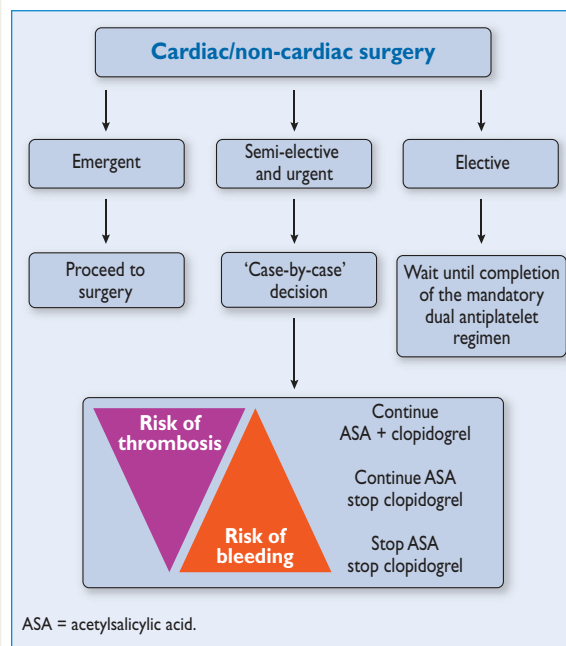 Cardiac/non-cardiac surgery
Emergent
Semi-elective
and urgent
Elective
Proceed to
surgery
‘Case-by-case’
decision
Wait until completion
of the mandatory
dual antiplatelet
regimen
Risk of
thrombosis
Risk of
bleeding
Continue
ASA + clopidogrel
Continue ASA
stop clopidogrel
Stop ASA
stop clopidogrel
ASA = acetylsalicylic acid.